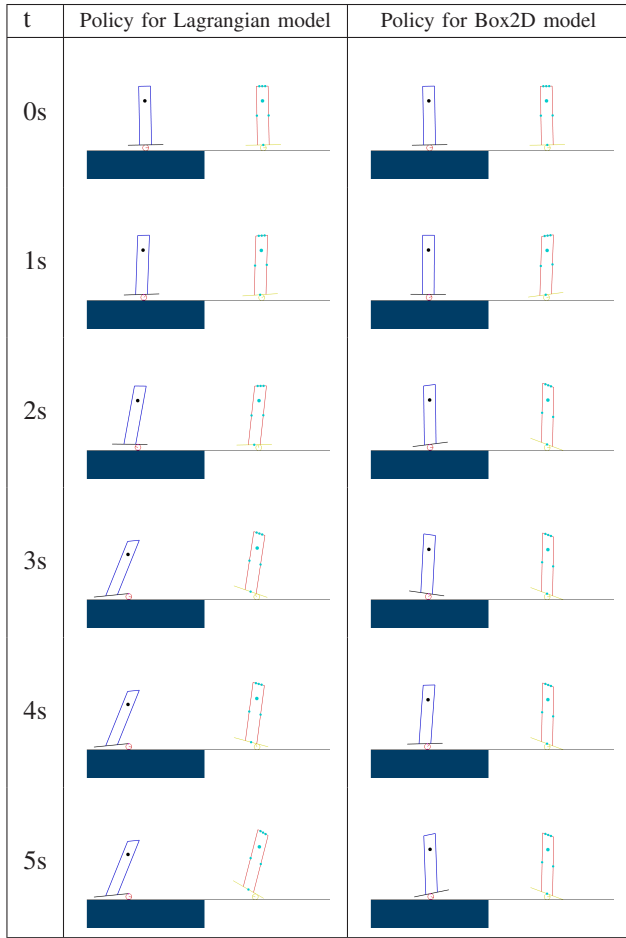 t Policy for Lagrangian model Policy for Box2D model
0s
1s
2s
3s
4s
5s